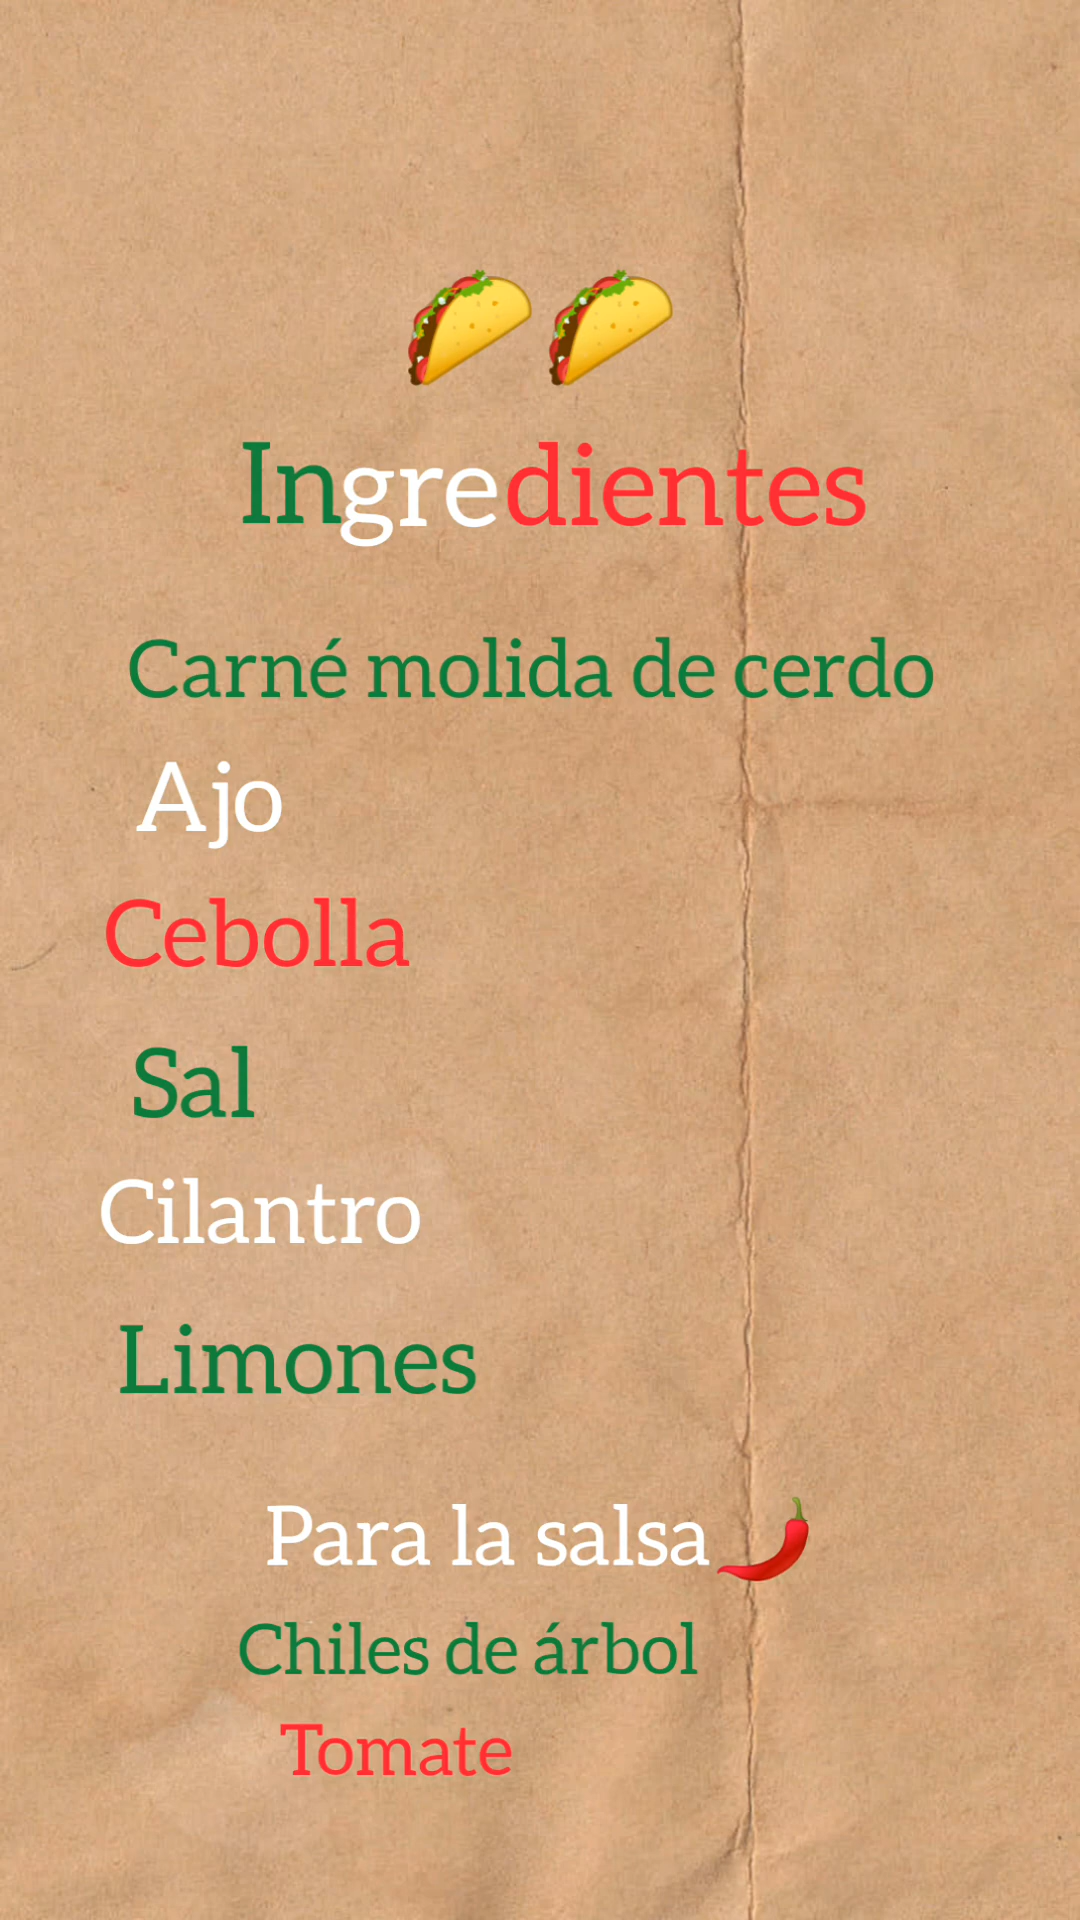 Ingredientes
Carné molida de cerdo
Ajo
Cebolla
Sal
Cilantro
Limones
Para la salsa
Chiles de árbol
Tomate